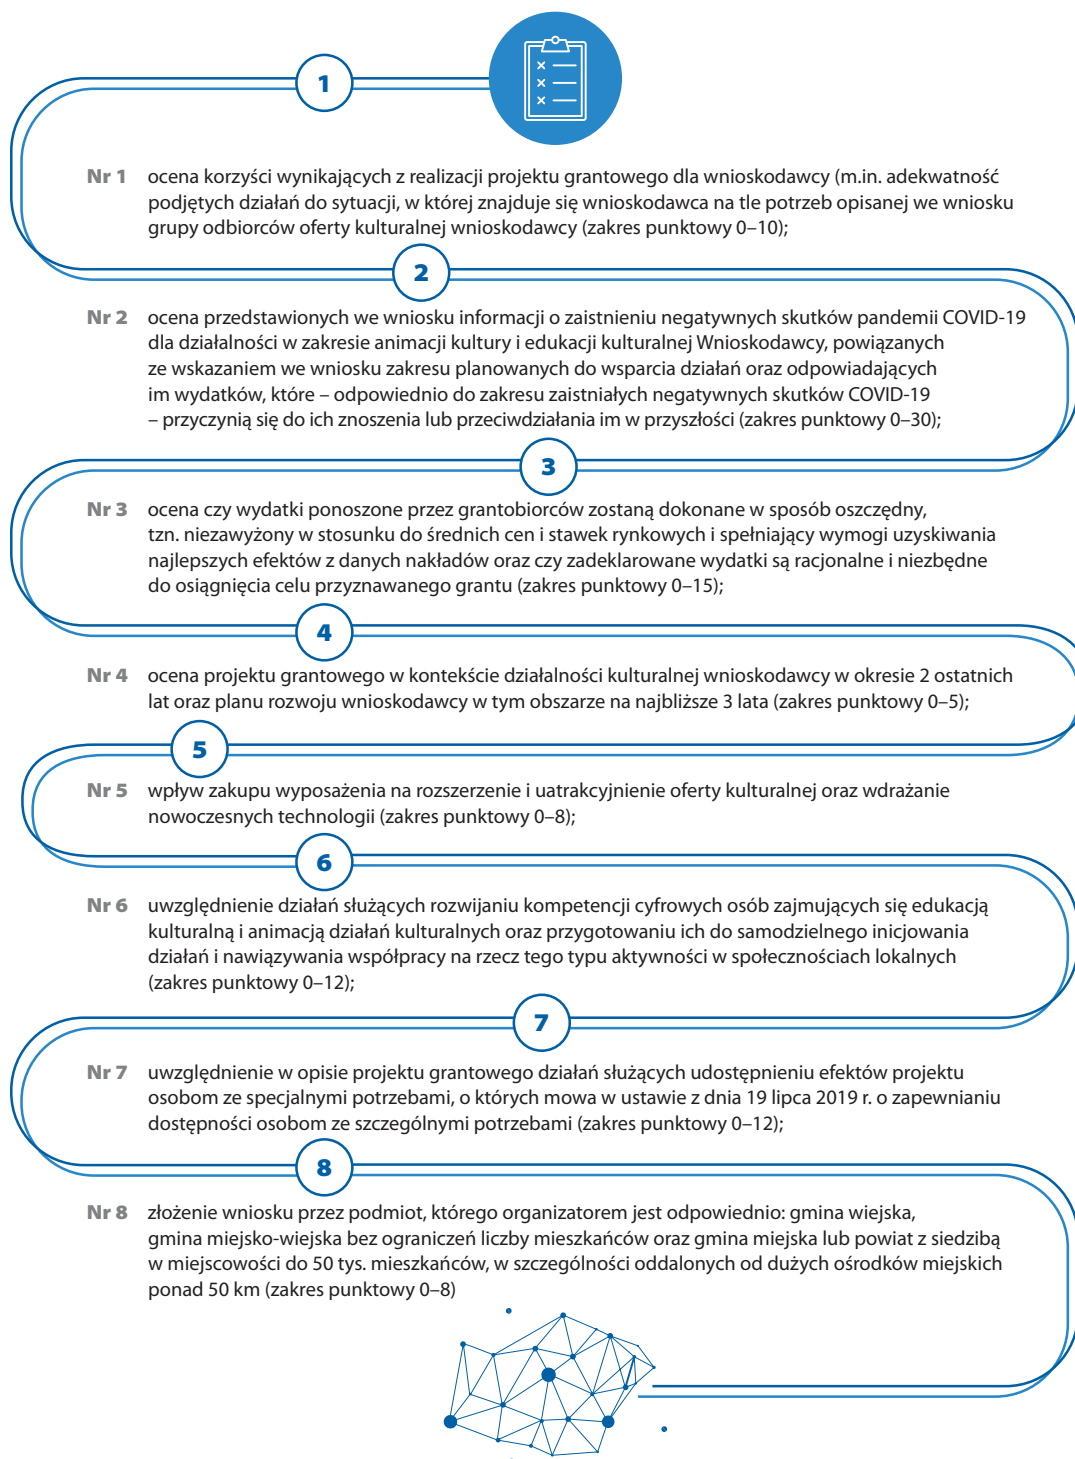 1
Nr 1 ocena korzyści wynikających z realizacji projektu grantowego dla wnioskodawcy (m.in. adekwatność
podjętych działań do sytuacji, w której znajduje się wnioskodawca na tle potrzeb opisanej we wniosku
grupy odbiorców oferty kulturalnej wnioskodawcy (zakres punktowy 0–10);
2
Nr 2 ocena przedstawionych we wniosku informacji o zaistnieniu negatywnych skutków pandemii COVID-19
dla działalności w zakresie animacji kultury i edukacji kulturalnej Wnioskodawcy, powiązanych
ze wskazaniem we wniosku zakresu planowanych do wsparcia działań oraz odpowiadających
im wydatków, które – odpowiednio do zakresu zaistniałych negatywnych skutków COVID-19
– przyczynią się do ich znoszenia lub przeciwdziałania im w przyszłości (zakres punktowy 0–30);
3
Nr 3 ocena czy wydatki ponoszone przez grantobiorców zostaną dokonane w sposób oszczędny,
tzn. niezawyżony w stosunku do średnich cen i stawek rynkowych i spełniający wymogi uzyskiwania
najlepszych efektów z danych nakładów oraz czy zadeklarowane wydatki są racjonalne i niezbędne
do osiągnięcia celu przyznawanego grantu (zakres punktowy 0–15);
4
Nr 4 ocena projektu grantowego w kontekście działalności kulturalnej wnioskodawcy w okresie 2 ostatnich
lat oraz planu rozwoju wnioskodawcy w tym obszarze na najbliższe 3 lata (zakres punktowy 0–5);
5
Nr 5 wpływ zakupu wyposażenia na rozszerzenie i uatrakcyjnienie oferty kulturalnej oraz wdrażanie
nowoczesnych technologii (zakres punktowy 0–8);
6
Nr 6 uwzględnienie działań służących rozwijaniu kompetencji cyfrowych osób zajmujących się edukacją
kulturalną i animacją działań kulturalnych oraz przygotowaniu ich do samodzielnego inicjowania
działań i nawiązywania współpracy na rzecz tego typu aktywności w społecznościach lokalnych
(zakres punktowy 0–12);
7
Nr 7 uwzględnienie w opisie projektu grantowego działań służących udostępnieniu efektów projektu
osobom ze specjalnymi potrzebami, o których mowa w ustawie z dnia 19 lipca 2019 r. o zapewnianiu
dostępności osobom ze szczególnymi potrzebami (zakres punktowy 0–12);
8
Nr 8 złożenie wniosku przez podmiot, którego organizatorem jest odpowiednio: gmina wiejska,
gmina miejsko-wiejska bez ograniczeń liczby mieszkańców oraz gmina miejska lub powiat z siedzibą
w miejscowości do 50 tys. mieszkańców, w szczególności oddalonych od dużych ośrodków miejskich
ponad 50 km (zakres punktowy 0–8)